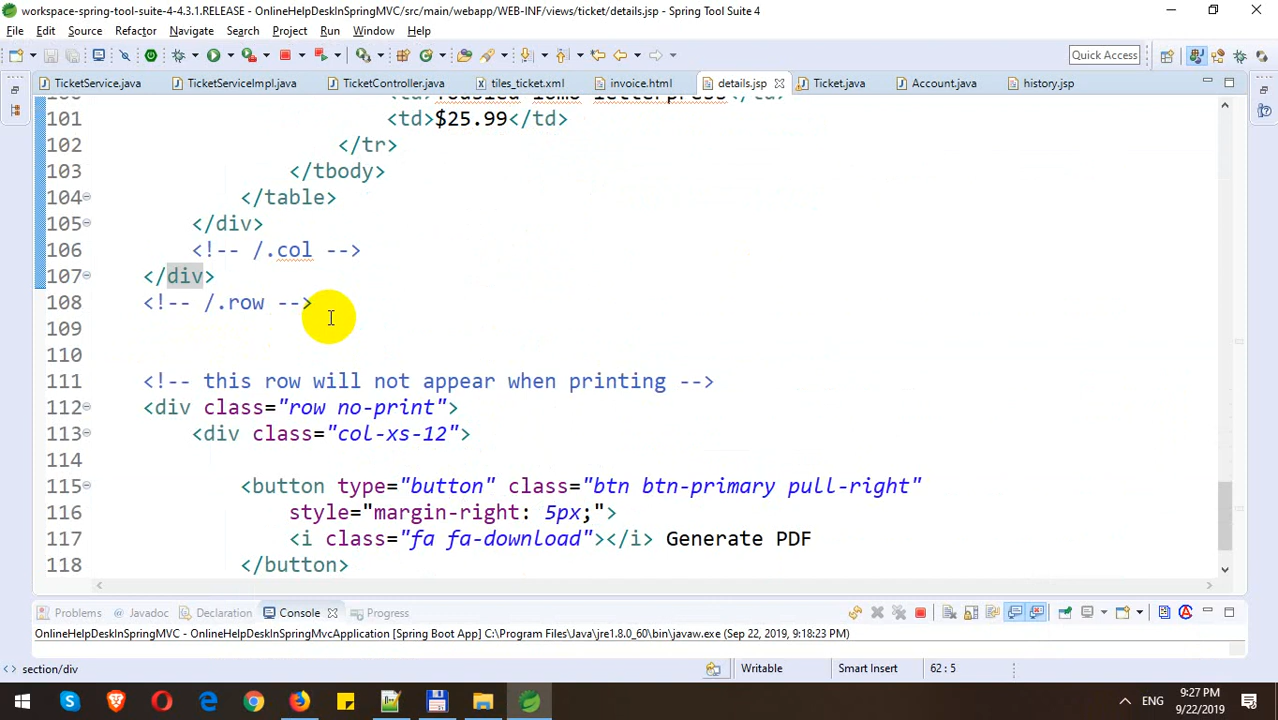 workspace-spring-tool-suite-4-4.3.1.RELEASE - OnlineHelpDeskInSpringMVC/src/main/webapp/WEB-INF/views/ticket/details.jsp - Spring Tool Suite 4
File Edit Source Refactor Navigate Search Project Run Window Help
Quick Access
TicketService.java TicketServiceImpl.java TicketController.java tiles_ticket.xml invoice.html details.jsp Ticket.java Account.java history.jsp
101 <td>$25.99</td>
102 </tr>
103 </tbody>
104 </table>
105 </div>
106 <!-- /.col -->
107 </div>
108 <!-- /.row -->
109
110
111 <!-- this row will not appear when printing -->
112 <div class="row no-print">
113 <div class="col-xs-12">
114
115 <button type="button" class="btn btn-primary pull-right"
116 style="margin-right: 5px;">
117 <i class="fa fa-download"></i> Generate PDF
118 </button>
Problems Javadoc Declaration Console Progress
OnlineHelpDeskInSpringMVC - OnlineHelpDeskInSpringMvcApplication [Spring Boot App] C:\Program Files\Java\jre1.8.0_60\bin\javaw.exe (Sep 22, 2019, 9:18:23 PM)
section/div Writable Smart Insert 62 : 5
ENG 9:27 PM
9/22/2019